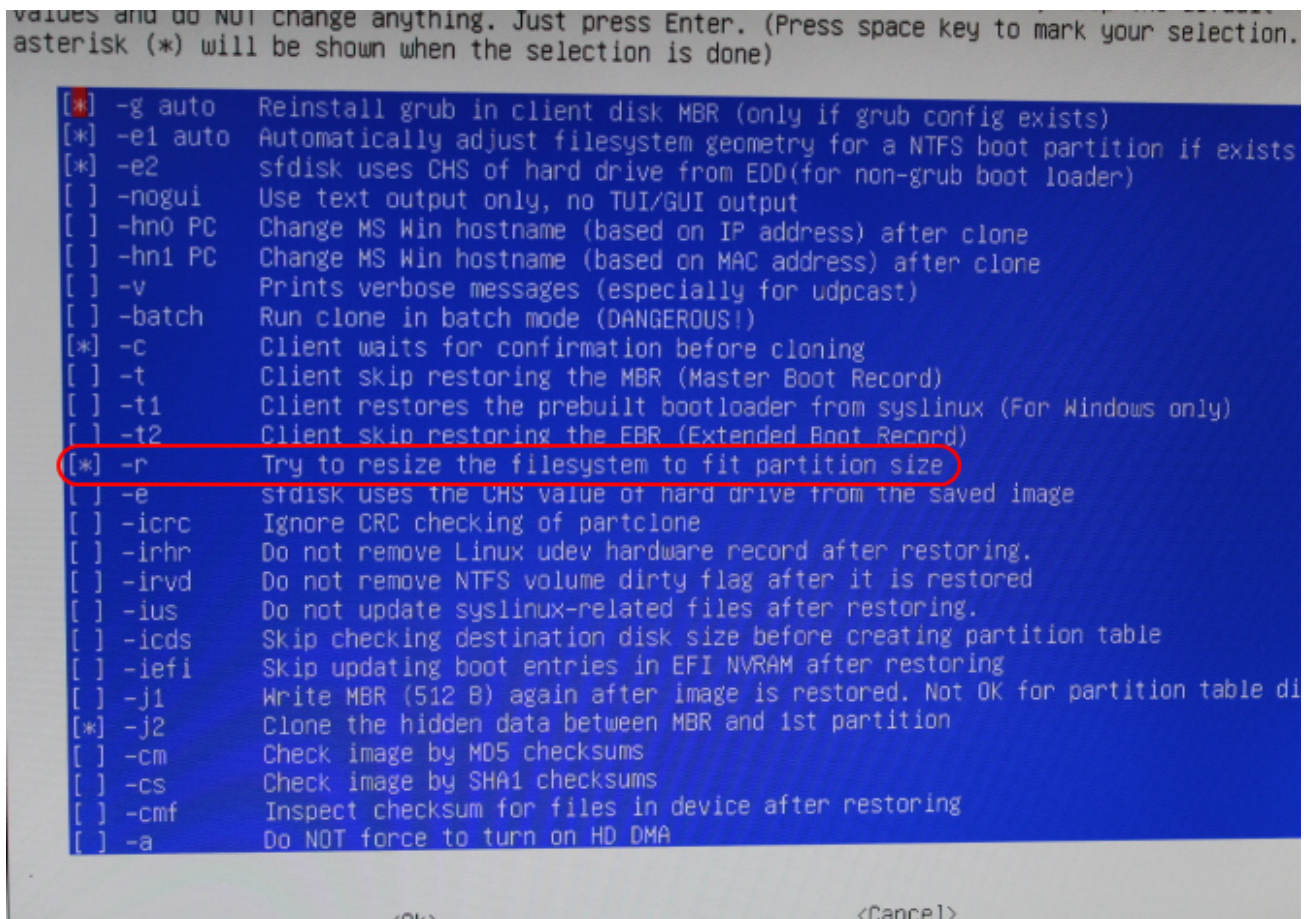 values and do NOT change anything. Just press Enter. (Press space key to mark your selection.
asterisk (*) will be shown when the selection is done)
[*] -g auto Reinstall grub in client disk MBR (only if grub config exists)
[*] -e1 auto Automatically adjust filesystem geometry for a NTFS boot partition if exists
[*] -e2 sfdisk uses CHS of hard drive from EDD(for non-grub boot loader)
[ ] -nogui Use text output only, no TUI/GUI output
[ ] -hn0 PC Change MS Win hostname (based on IP address) after clone
[ ] -hn1 PC Change MS Win hostname (based on MAC address) after clone
[ ] -v Prints verbose messages (especially for udpcast)
[ ] -batch Run clone in batch mode (DANGEROUS!)
[*] -c Client waits for confirmation before cloning
[ ] -t Client skip restoring the MBR (Master Boot Record)
[ ] -t1 Client restores the prebuilt bootloader from syslinux (For Windows only)
[ ] -t2 Client skip restoring the EBR (Extended Boot Record)
[*] -r Try to resize the filesystem to fit partition size
[ ] -e sfdisk uses the CHS value of hard drive from the saved image
[ ] -icrc Ignore CRC checking of partclone
[ ] -irhr Do not remove Linux udev hardware record after restoring.
[ ] -irvd Do not remove NTFS volume dirty flag after it is restored
[ ] -ius Do not update syslinux-related files after restoring.
[ ] -icds Skip checking destination disk size before creating partition table
[ ] -iefi Skip updating boot entries in EFI NVRAM after restoring
[ ] -j1 Write MBR (512 B) again after image is restored. Not OK for partition table di
[*] -j2 Clone the hidden data between MBR and 1st partition
[ ] -cm Check image by MD5 checksums
[ ] -cs Check image by SHA1 checksums
[ ] -cmf Inspect checksum for files in device after restoring
[ ] -a Do NOT force to turn on HD DMA
<Ok> <Cancel>